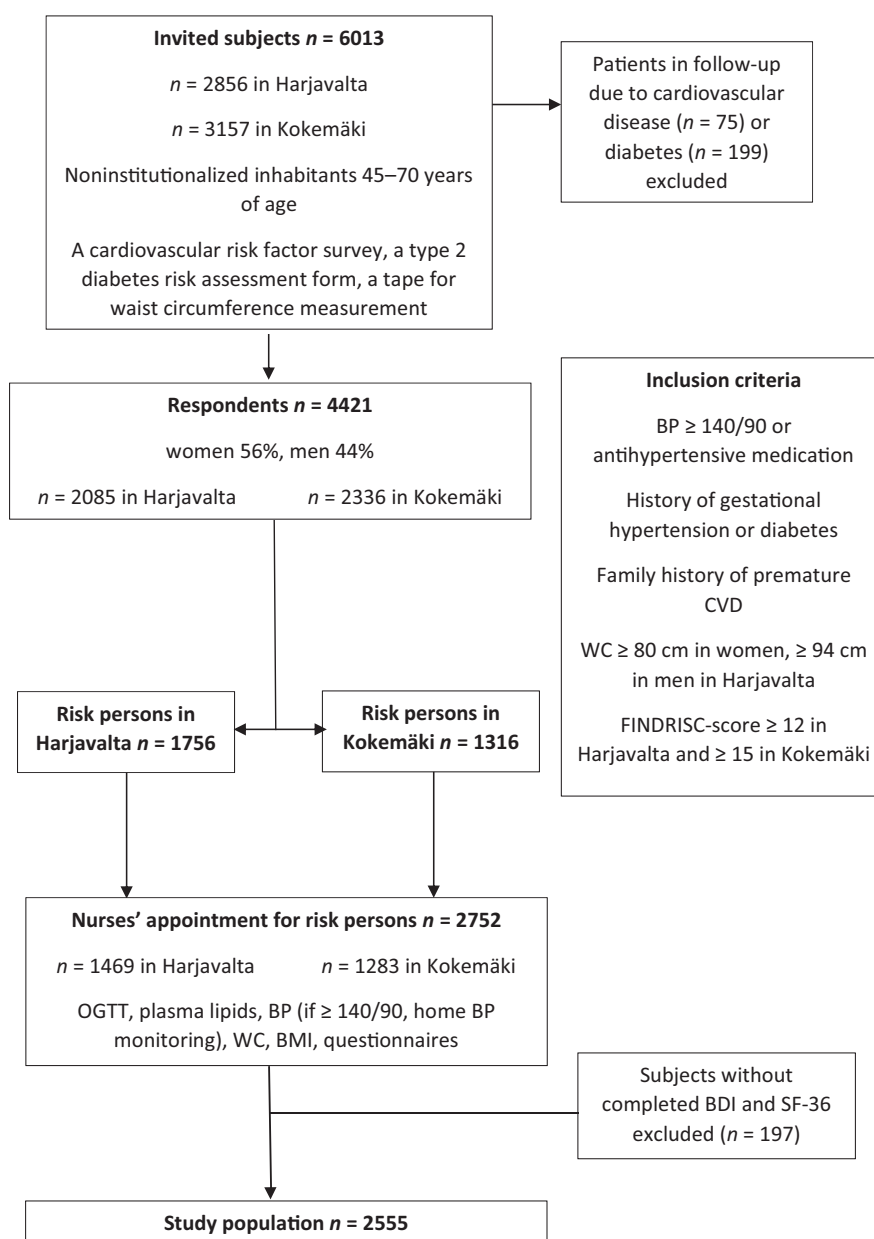 Invited subjects n = 6013
n = 2856 in Harjavalta
n = 3157 in Kokemäki
Noninstitutionalized inhabitants 45–70 years
of age
A cardiovascular risk factor survey, a type 2
diabetes risk assessment form, a tape for
waist circumference measurement
Patients in follow-up
due to cardiovascular
disease (n = 75) or
diabetes (n = 199)
excluded
Respondents n = 4421
women 56%, men 44%
n = 2085 in Harjavalta n = 2336 in Kokemäki
Inclusion criteria
BP ≥ 140/90 or
antihypertensive medication
History of gestational
hypertension or diabetes
Family history of premature
CVD
WC ≥ 80 cm in women, ≥ 94 cm
in men in Harjavalta
FINDRISC-score ≥ 12 in
Harjavalta and ≥ 15 in Kokemäki
Risk persons in
Harjavalta n = 1756
Risk persons in
Kokemäki n = 1316
Nurses’ appointment for risk persons n = 2752
n = 1469 in Harjavalta n = 1283 in Kokemäki
OGTT, plasma lipids, BP (if ≥ 140/90, home BP
monitoring), WC, BMI, questionnaires
Subjects without
completed BDI and SF-36
excluded (n = 197)
Study population n = 2555